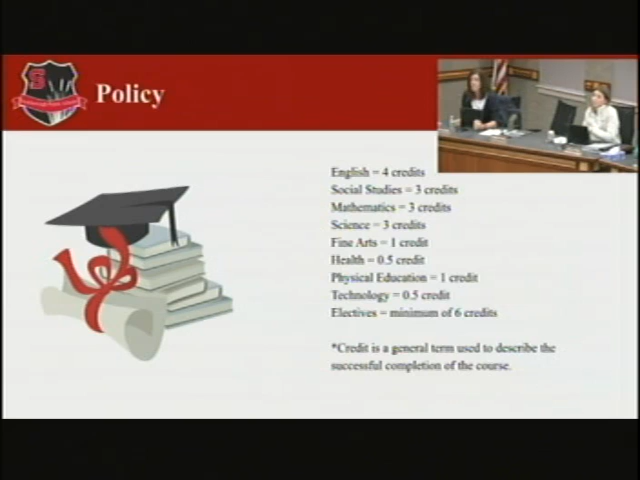 S
Policy
English = 4 credits
Social Studies = 3 credits
Mathematics = 3 credits
Science = 3 credits
Fine Arts = 1 credit
Health = 0.5 credit
Physical Education = 1 credit
Technology = 0.5 credit
Electives = minimum of 6 credits
*Credit is a general term used to describe the
successful completion of the course.